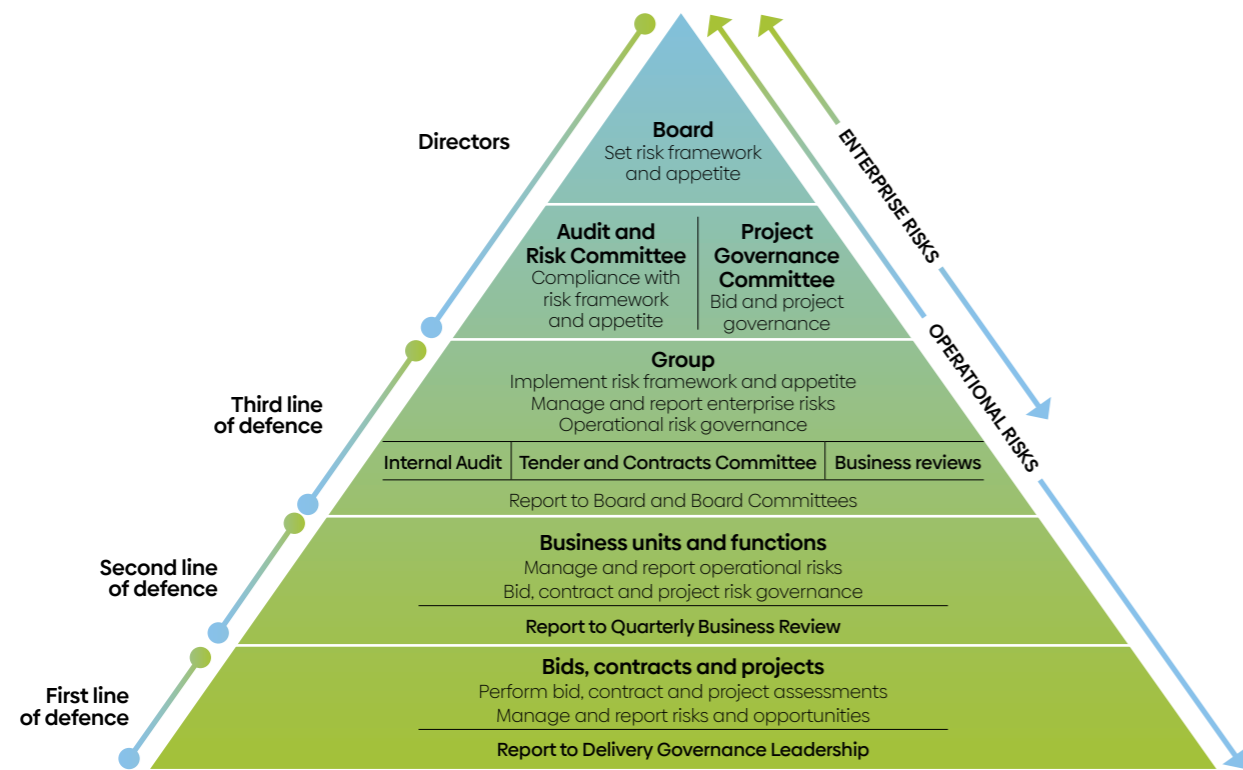 Directors
Board
Set risk framework
and appetite
ENTERPRISE RISKS
Audit and
Risk Committee
Compliance with
risk framework
and appetite
Project
Governance
Committee
Bid and project
governance
OPERATIONAL RISKS
Third line
of defence
Group
Implement risk framework and appetite
Manage and report enterprise risks
Operational risk governance
Internal Audit
Tender and Contracts Committee
Business reviews
Report to Board and Board Committees
Second line
of defence
Business units and functions
Manage and report operational risks
Bid, contract and project risk governance
Report to Quarterly Business Review
First line
of defence
Bids, contracts and projects
Perform bid, contract and project assessments
Manage and report risks and opportunities
Report to Delivery Governance Leadership